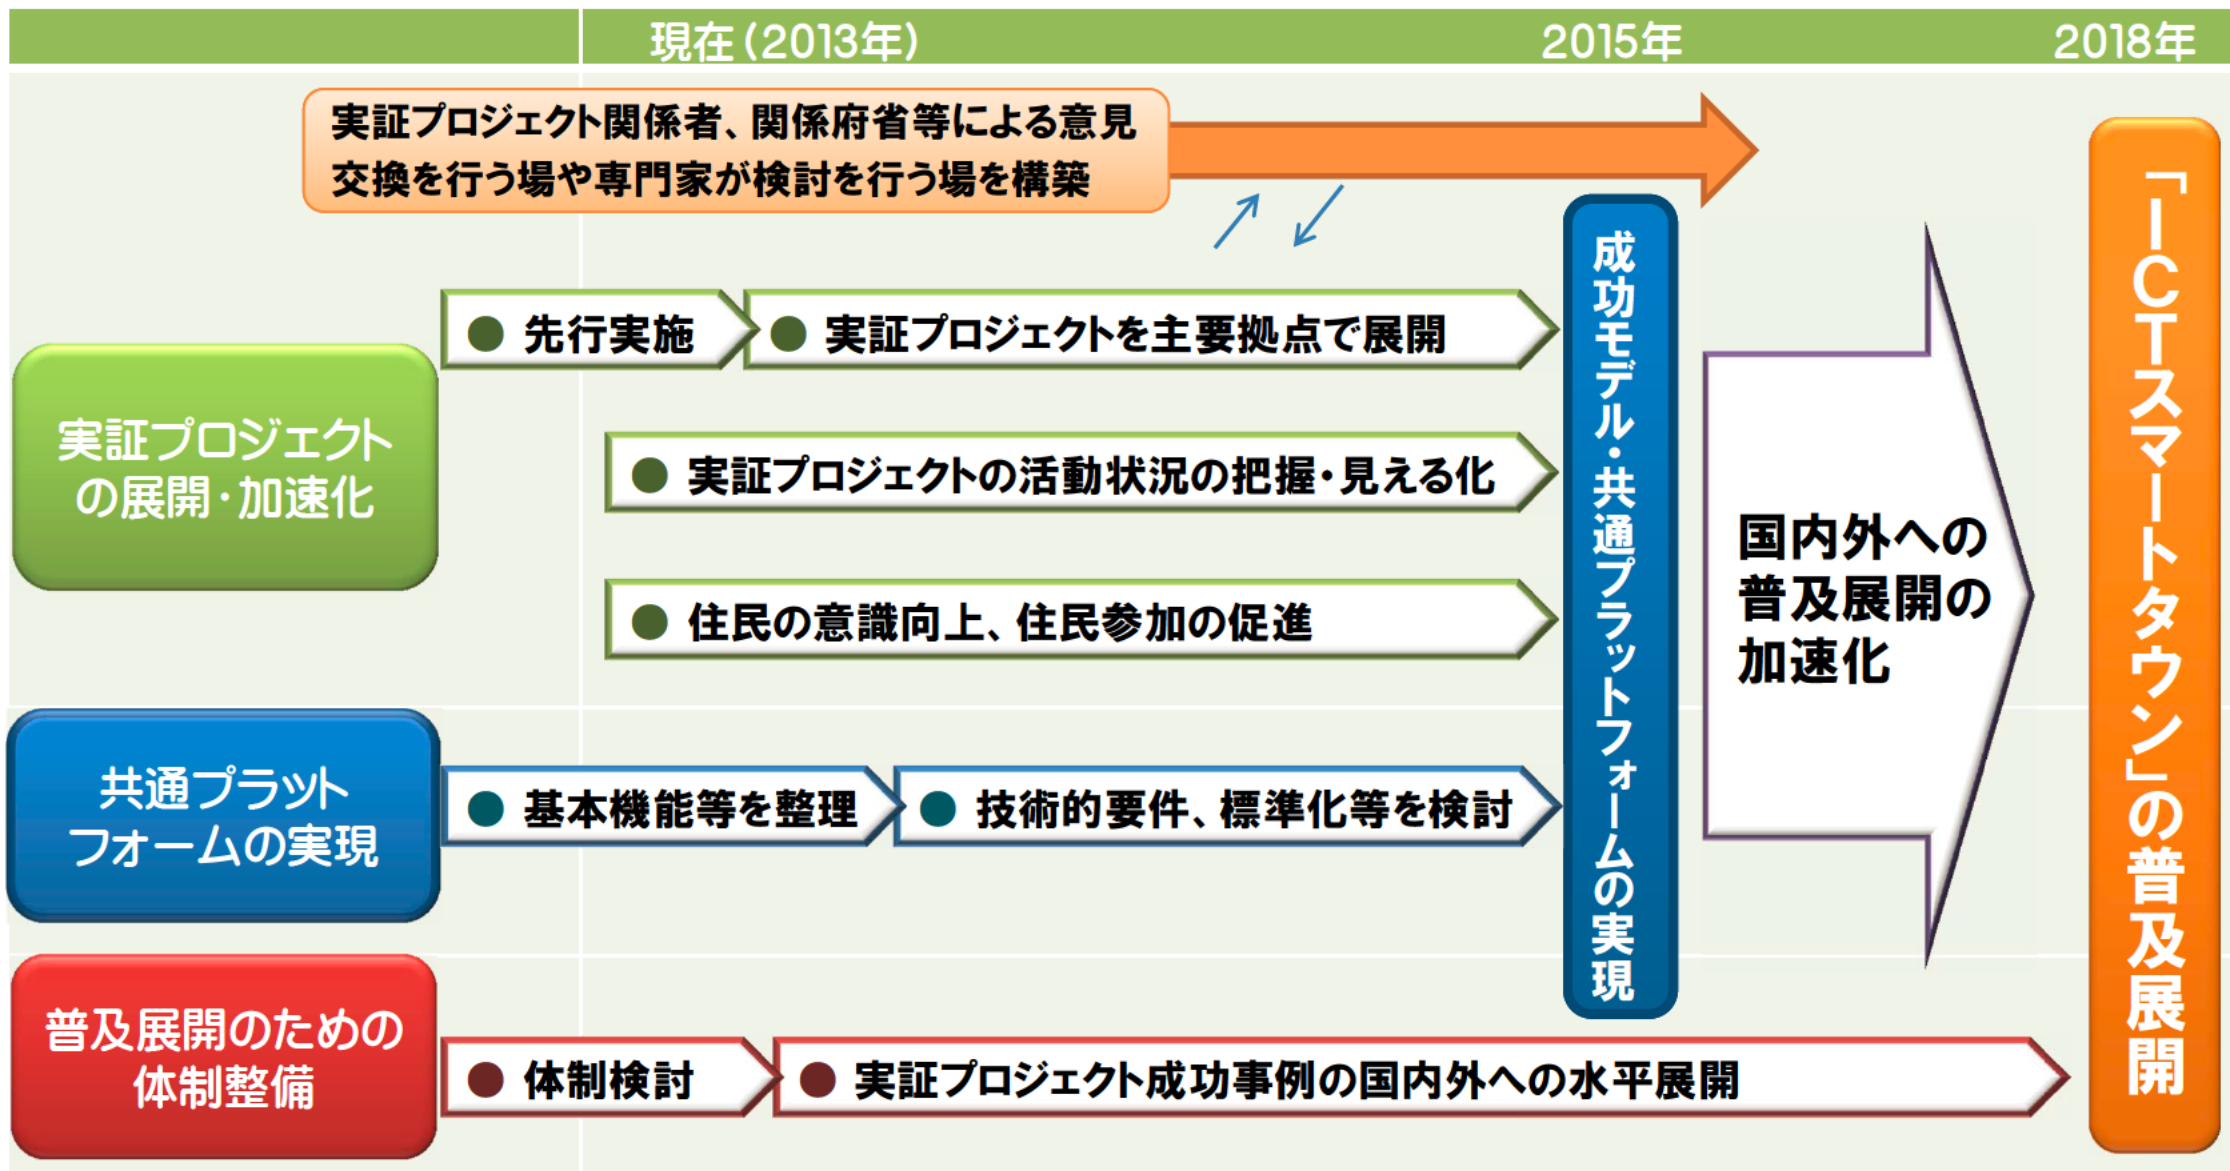 現在(2013年)
2015年
2018年
実証プロジェクト関係者、関係府省等による意見
交換を行う場や専門家が検討を行う場を構築
実証プロジェクト
の展開・加速化
● 先行実施
● 実証プロジェクトを主要拠点で展開
● 実証プロジェクトの活動状況の把握・見える化
● 住民の意識向上、住民参加の促進
共通プラット
フォームの実現
● 基本機能等を整理
● 技術的要件、標準化等を検討
普及展開のための
体制整備
● 体制検討
● 実証プロジェクト成功事例の国内外への水平展開
成功モデル・共通プラットフォームの実現
国内外への
普及展開の
加速化
「ICTスマートタウン」の普及展開